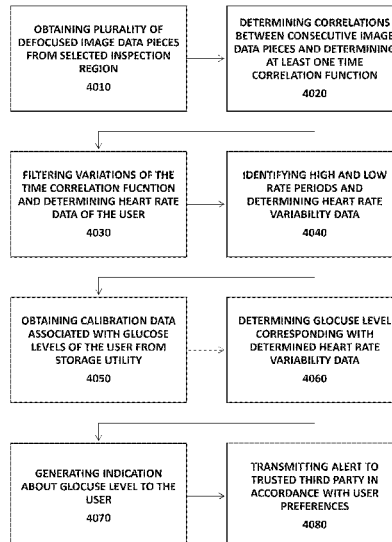 OBTAINING PLURALITY OF
DEFOCUSED IMAGE DATA PIECES
FROM SELECTED INSPECTION
REGION
4010
DETERMINING CORRELATIONS
BETWEEN CONSECUTIVE IMAGE
DATA PIECES AND DETERMINING
AT LEAST ONE TIME
CORRELATION FUNCTION
4020
FILTERING VARIATIONS OF THE
TIME CORRELATION FUCNTION
AND DETERMINING HEART RATE
DATA OF THE USER
4030
IDENTIFYING HIGH AND LOW
RATE PERIODS AND
DETERMINING HEART RATE
VARIABILITY DATA
4040
OBTAINING CALIBRATION DATA
ASSOCIATED WITH GLUCOSE
LEVELS OF THE USER FROM
STORAGE UTILITY
4050
DETERMINING GLOCUSE LEVEL
CORRESPONDING WITH
DETERMINED HEART RATE
VARIABILITY DATA
4060
GENERATING INDICATION
ABOUT GLOCUSE LEVEL TO THE
USER
4070
TRANSMITTING ALERT TO
TRUSTED THIRD PARTY IN
ACCORDANCE WITH USER
PREFERENCES
4080